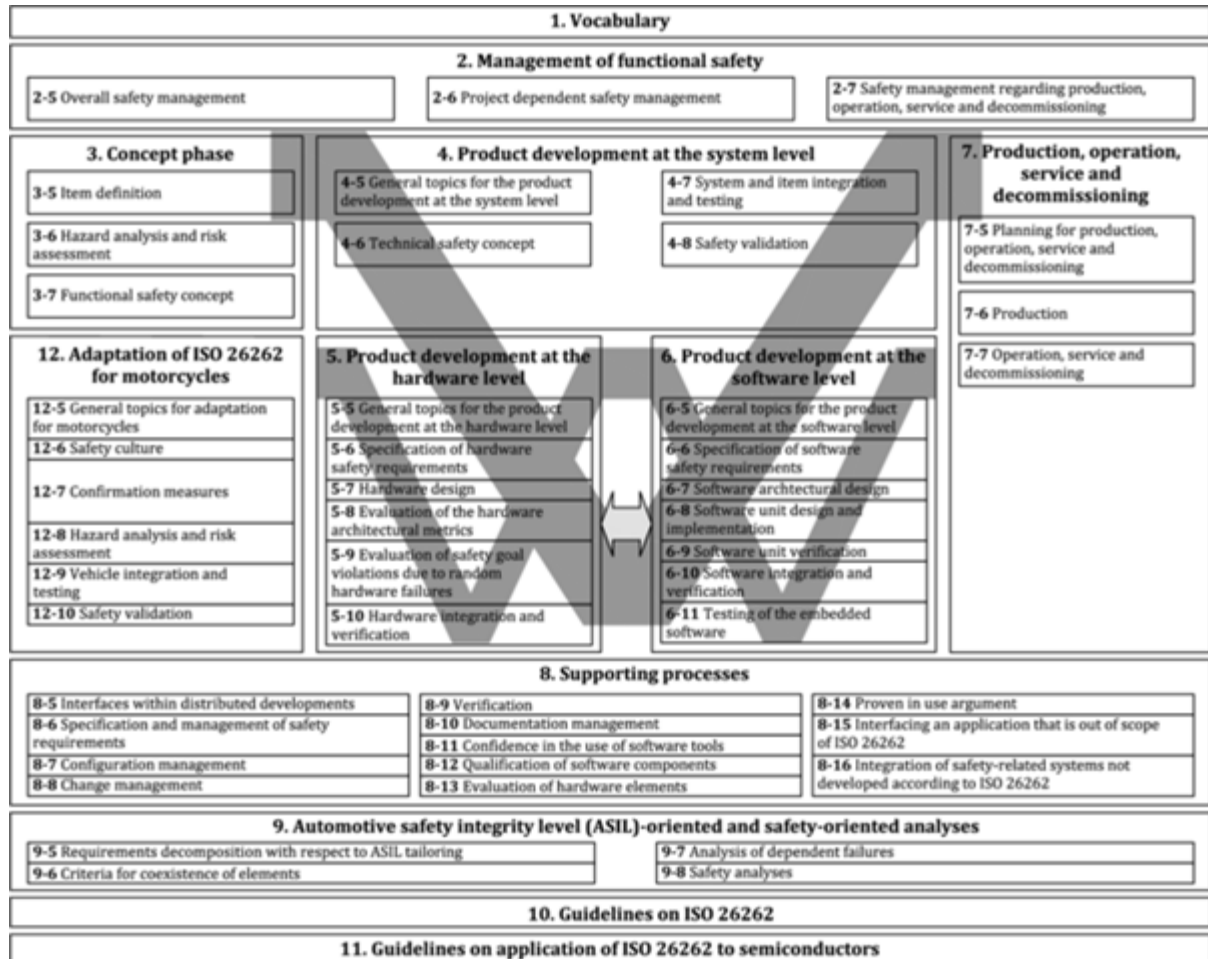 1. Vocabulary
2. Management of functional safety
2-5 Overall safety management
2-6 Project dependent safety management
2-7 Safety management regarding production,
operation, service and decommissioning
3. Concept phase
3-5 Item definition
3-6 Hazard analysis and risk
assessment
3-7 Functional safety concept
4. Product development at the system level
4-5 General topics for the product
development at the system level
4-6 Technical safety concept
4-7 System and item integration
and testing
4-8 Safety validation
7. Production, operation,
service and
decommissioning
7-5 Planning for production,
operation, service and
decommissioning
7-6 Production
7-7 Operation, service and
decommissioning
12. Adaptation of ISO 26262
for motorcycles
12-5 General topics for adaptation
for motorcycles
12-6 Safety culture
12-7 Confirmation measures
12-8 Hazard analysis and risk
assessment
12-9 Vehicle integration and
testing
12-10 Safety validation
5. Product development at the
hardware level
5-5 General topics for the product
development at the hardware level
5-6 Specification of hardware
safety requirements
5-7 Hardware design
5-8 Evaluation of the hardware
architectural metrics
5-9 Evaluation of safety goal
violations due to random
hardware failures
5-10 Hardware integration and
verification
6. Product development at the
software level
6-5 General topics for the product
development at the software level
6-6 Specification of software
safety requirements
6-7 Software archtectural design
6-8 Software unit design and
implementation
6-9 Software unit verification
6-10 Software integration and
verification
6-11 Testing of the embedded
software
8. Supporting processes
8-5 Interfaces within distributed developments
8-6 Specification and management of safety
requirements
8-7 Configuration management
8-8 Change management
8-9 Verification
8-10 Documentation management
8-11 Confidence in the use of software tools
8-12 Qualification of software components
8-13 Evaluation of hardware elements
8-14 Proven in use argument
8-15 Interfacing an application that is out of scope
of ISO 26262
8-16 Integration of safety-related systems not
developed according to ISO 26262
9. Automotive safety integrity level (ASIL)-oriented and safety-oriented analyses
9-5 Requirements decomposition with respect to ASIL tailoring
9-6 Criteria for coexistence of elements
9-7 Analysis of dependent failures
9-8 Safety analyses
10. Guidelines on ISO 26262
11. Guidelines on application of ISO 26262 to semiconductors